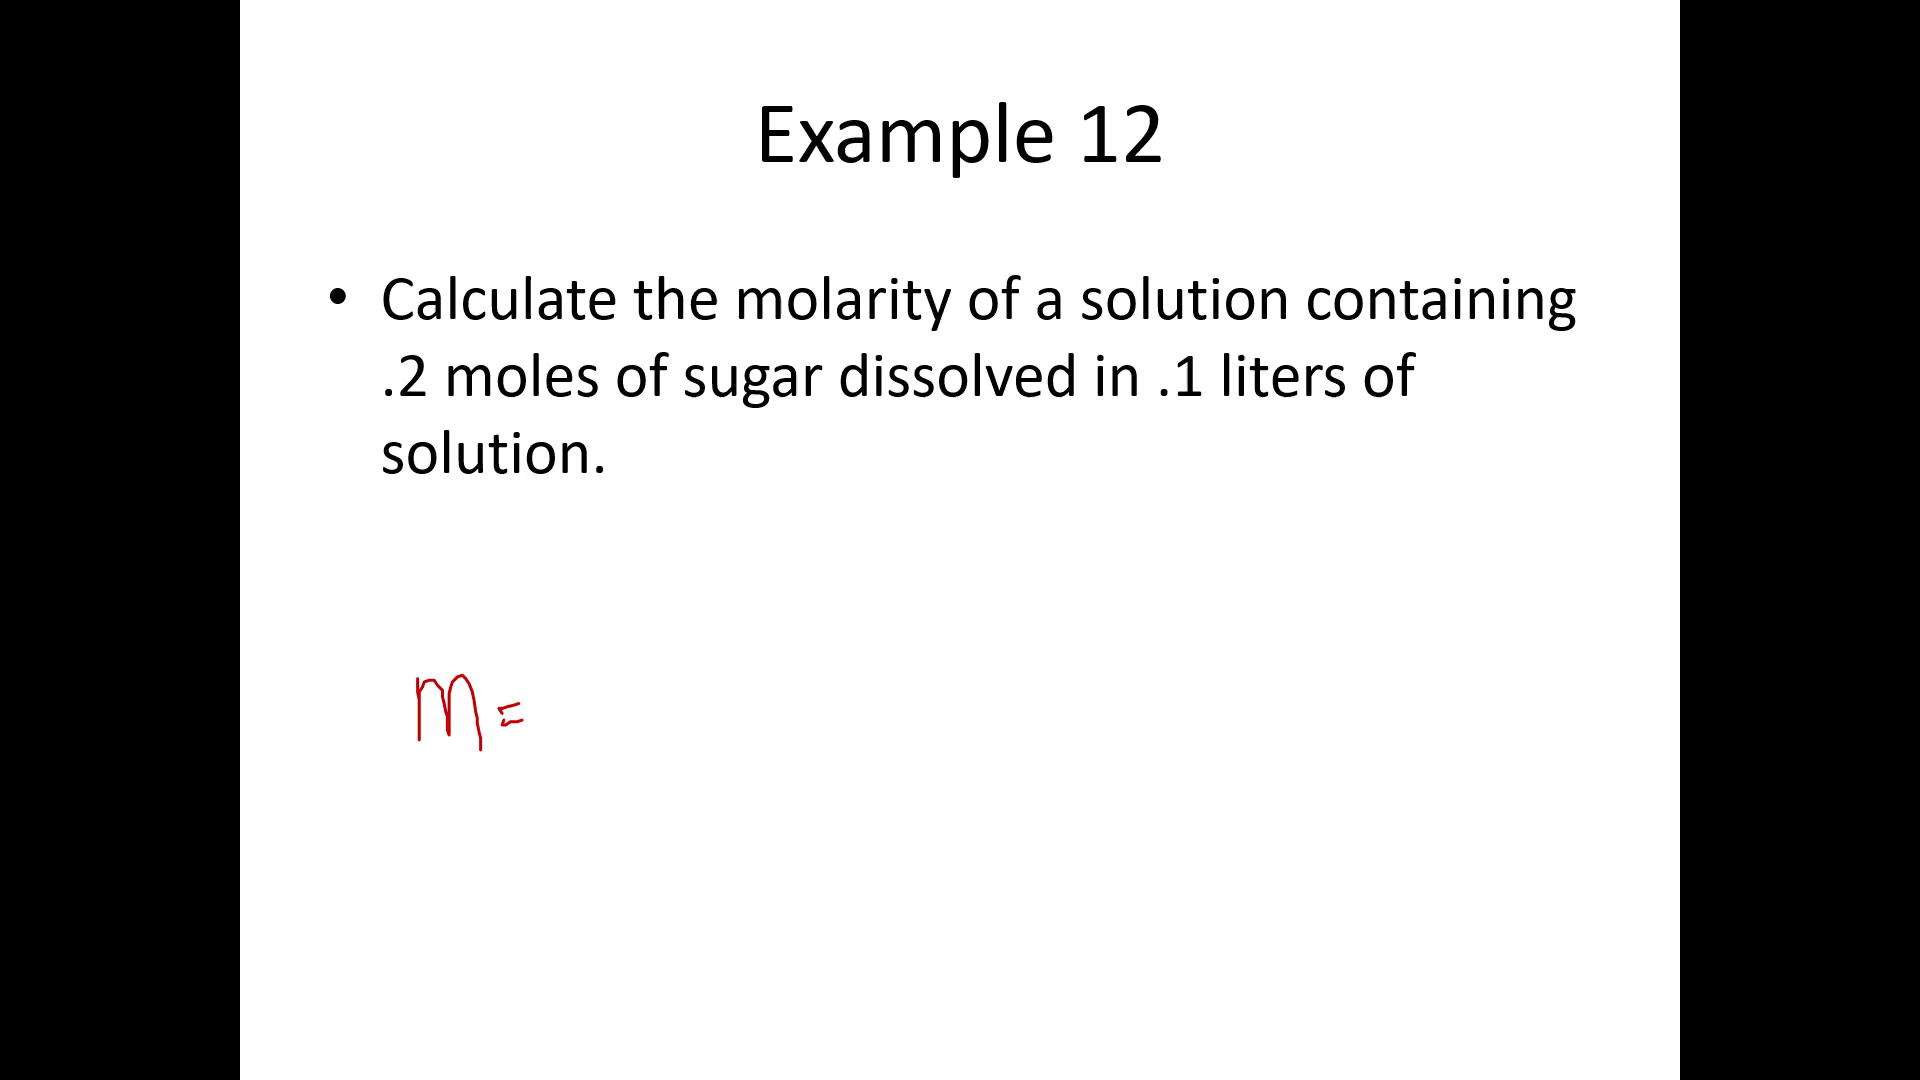 Example 12
• Calculate the molarity of a solution containing
.2 moles of sugar dissolved in .1 liters of
solution.
M =